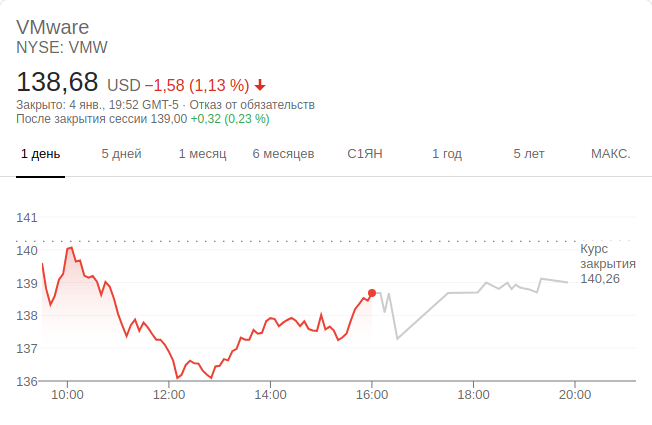 VMware
NYSE: VMW
138,68 USD −1,58 (1,13 %)
Закрыто: 4 янв., 19:52 GMT-5 · Отказ от обязательств
После закрытия сессии 139,00 +0,32 (0,23 %)
1 день 5 дней 1 месяц 6 месяцев С1ЯН 1 год 5 лет МАКС.
141
140
139
138
137
136
Курс
закрытия
140,26
10:00 12:00 14:00 16:00 18:00 20:00